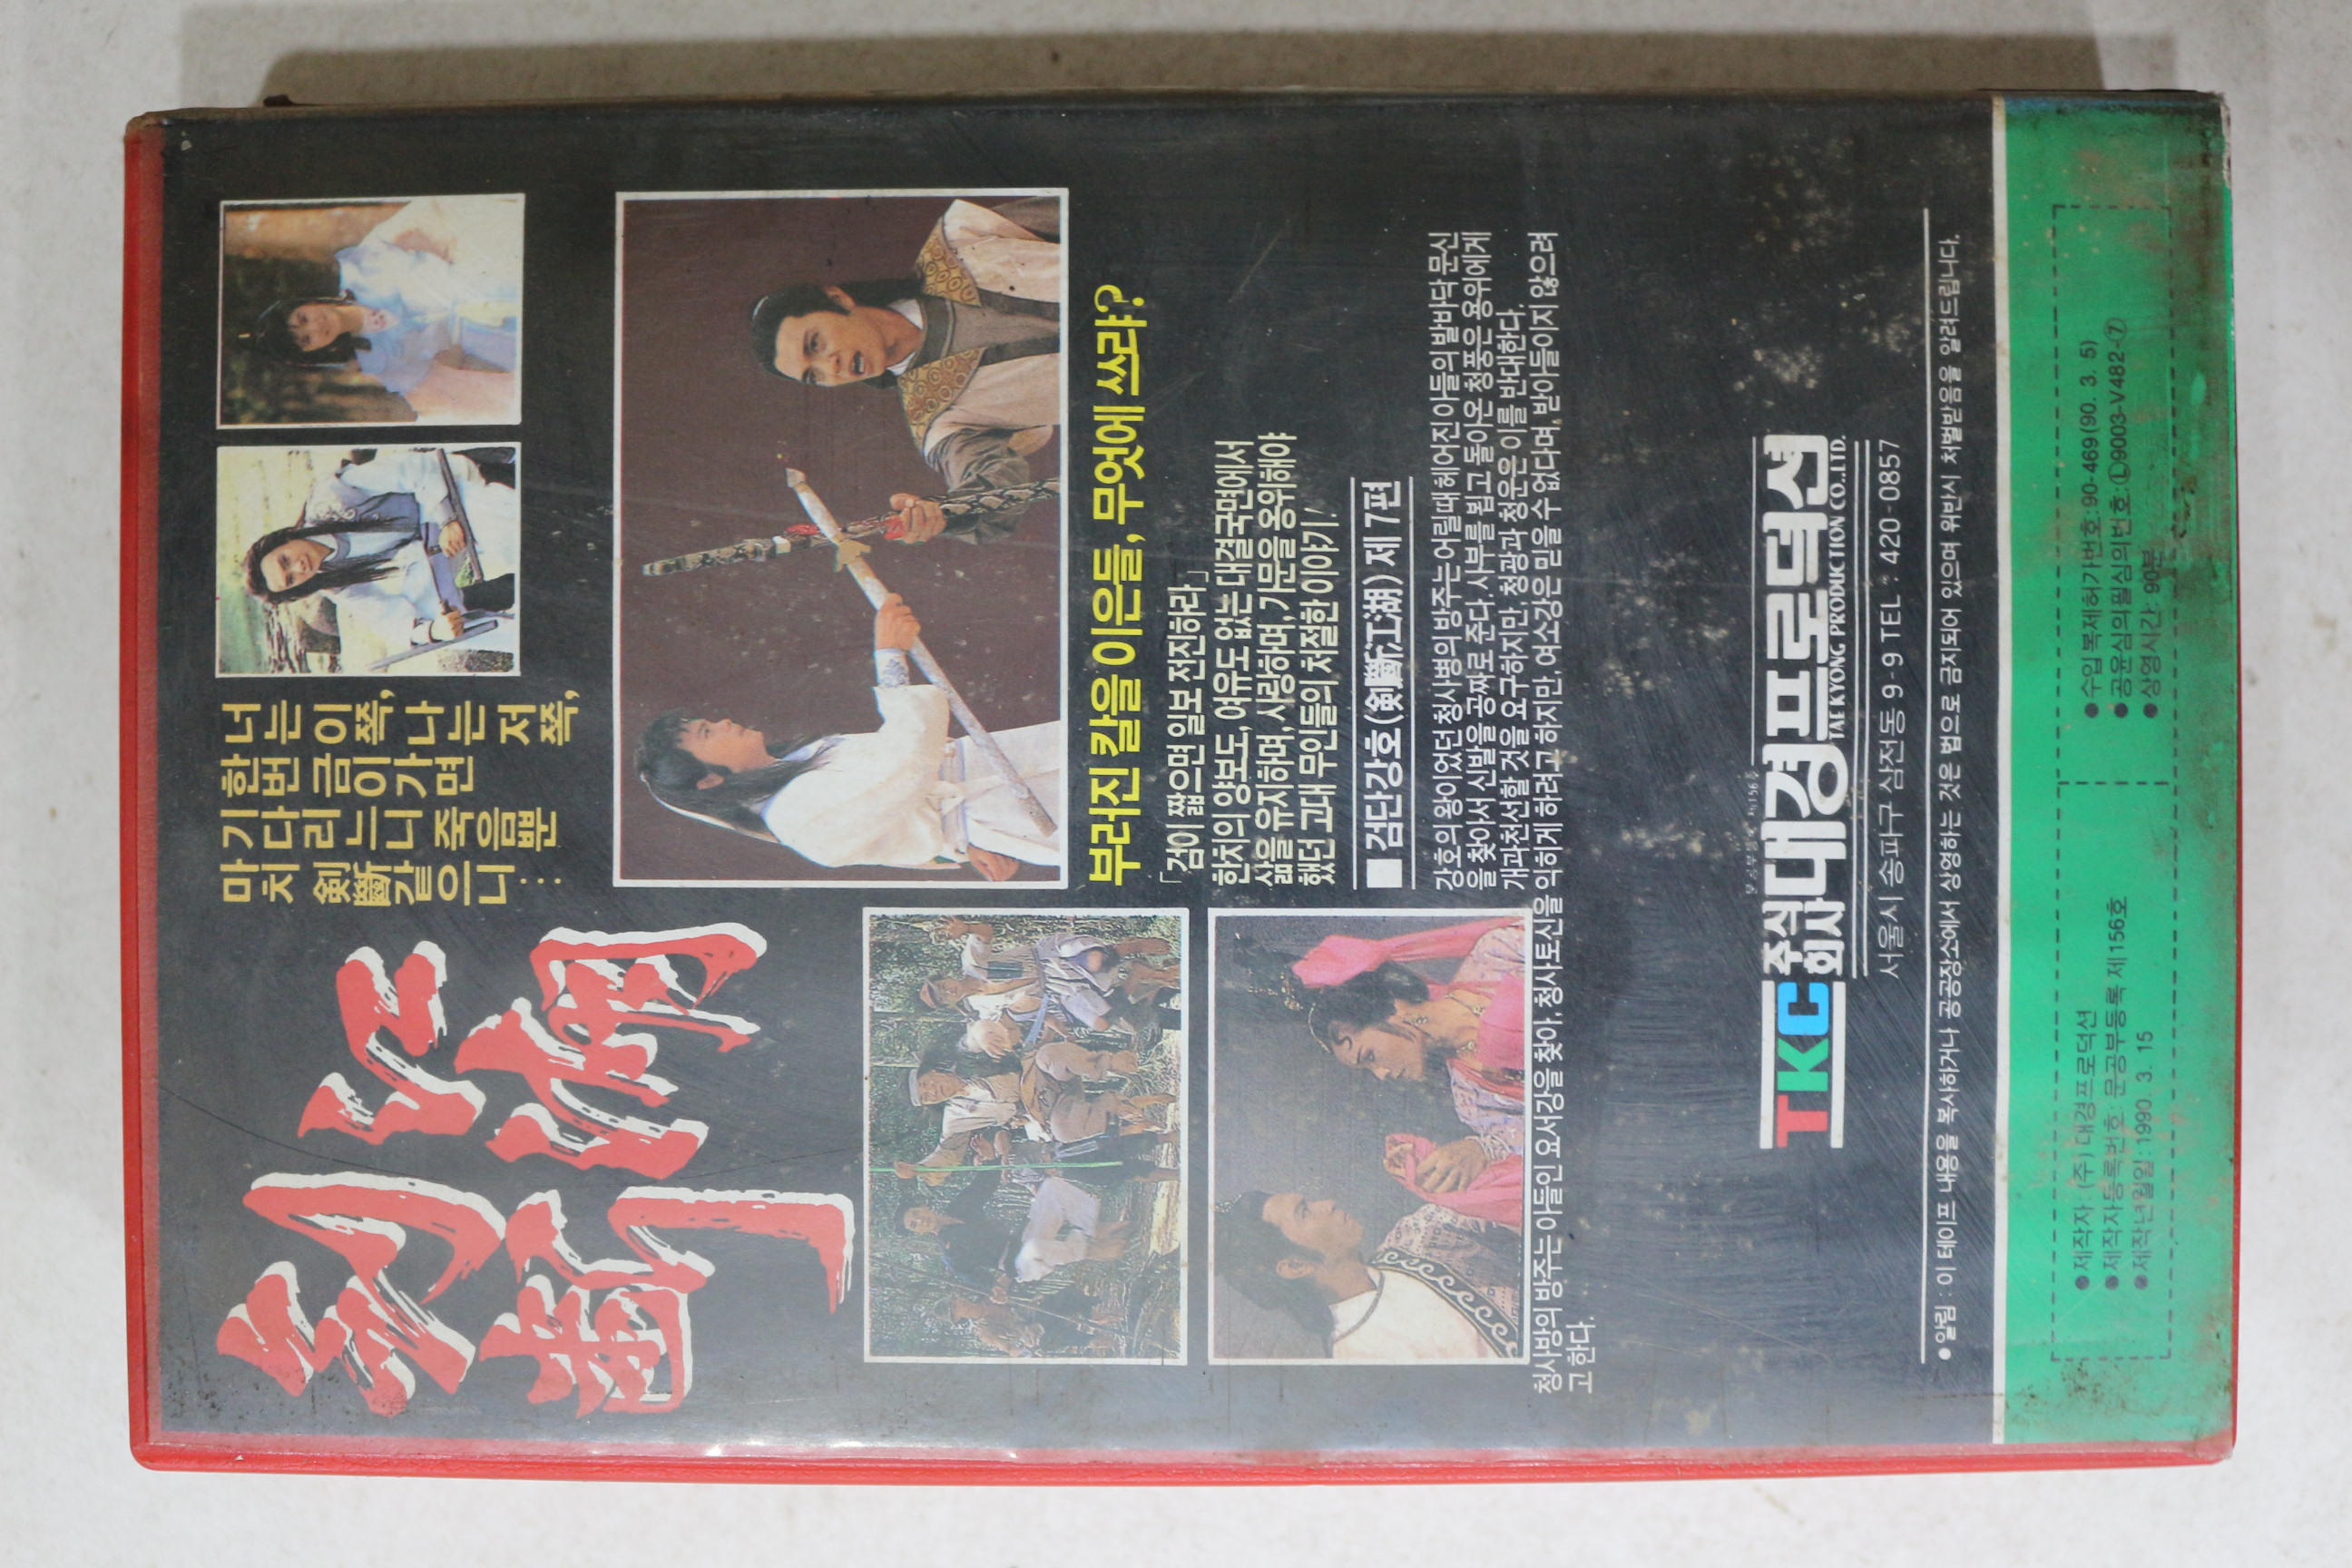 剣斷
江湖
너는 이쪽, 나는 저쪽,
한번 금이가면
기다리느니 죽음뿐
마치 剣斷같으니…
부러진 칼을 이은들, 무엇에 쓰랴?
「검이 짧으면 일보 전진하라」
한치의 양보도, 여유도 없는 대결국면에서
삶을 유지하며, 사랑하며, 가문을 옹위해야
했던 고대 무인들의 처절한 이야기!
■ 검단강호(剣斷江湖) 제 7편
강호의 왕이었던 청사병의 방주는 어릴때 헤어진 아들의 발바닥 문신
을 찾아서 신발을 공짜로 준다. 사부를 뵙고 돌아온 청풍은 용위에게
개과천선할 것을 요구하지만, 청광과 청운은 이를 반대한다.
청사방의 방주는 아들인 요서강을 찾아, 청사토신을 익히게 하려고 하지만, 여소강은 믿을 수 없다며, 받아들이지 않으려
고 한다.
TKC 주식회사 대경프로덕션
TAE KYONG PRODUCTION CO.,LTD.
서울시 송파구 삼전동 9-9 TEL : 420-0857
●알림 : 이 테이프 내용을 복사하거나 공공장소에서 상영하는 것은 법으로 금지되어 있으며 위반시 처벌받음을 알려드립니다.
●제작자 (주) 대경프로덕션
●제작자등록번호 : 문공부등록 제156호
●제작년월일 : 1990. 3. 15
●수입복제허가번호:90-469(90. 3. 5)
●공윤심의필심의번호:Ⓛ9003-V482-⑦
●상영시간 90분